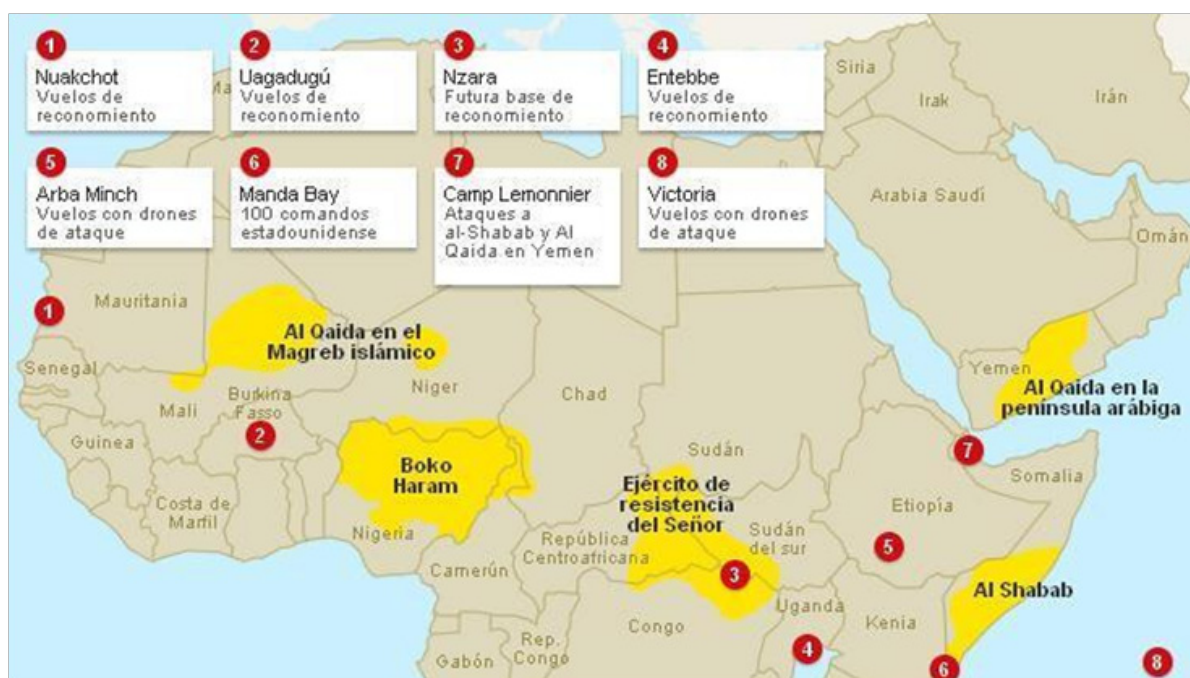 1
Nuakchot
Vuelos de
reconomiento
2
Uagadugú
Vuelos de
reconomiento
3
Nzara
Futura base de
reconomiento
4
Entebbe
Vuelos de
reconomiento
5
Arba Minch
Vuelos con drones
de ataque
6
Manda Bay
100 comandos
estadounidense
7
Camp Lemonnier
Ataques a
al-Shabab y Al
Qaida en Yemen
8
Victoria
Vuelos con drones
de ataque
Siria
Irak
Irán
Arabia Saudí
Omán
Mauritania
1
Al Qaida en el
Magreb islámico
Senegal
Mali
Burkina
Fasso
2
Niger
Chad
Yemen
Al Qaida en la
península arábiga
Guinea
Costa de
Marfil
Boko
Haram
Nigeria
Sudán
7
Somalia
Ejército de
resistencia
del Señor
Etiopía
República
Centroafricana
Sudán
del sur
5
Camerún
3
Al Shabab
Uganda
Kenia
Congo
Rep.
Congo
Gabón
4
6
8